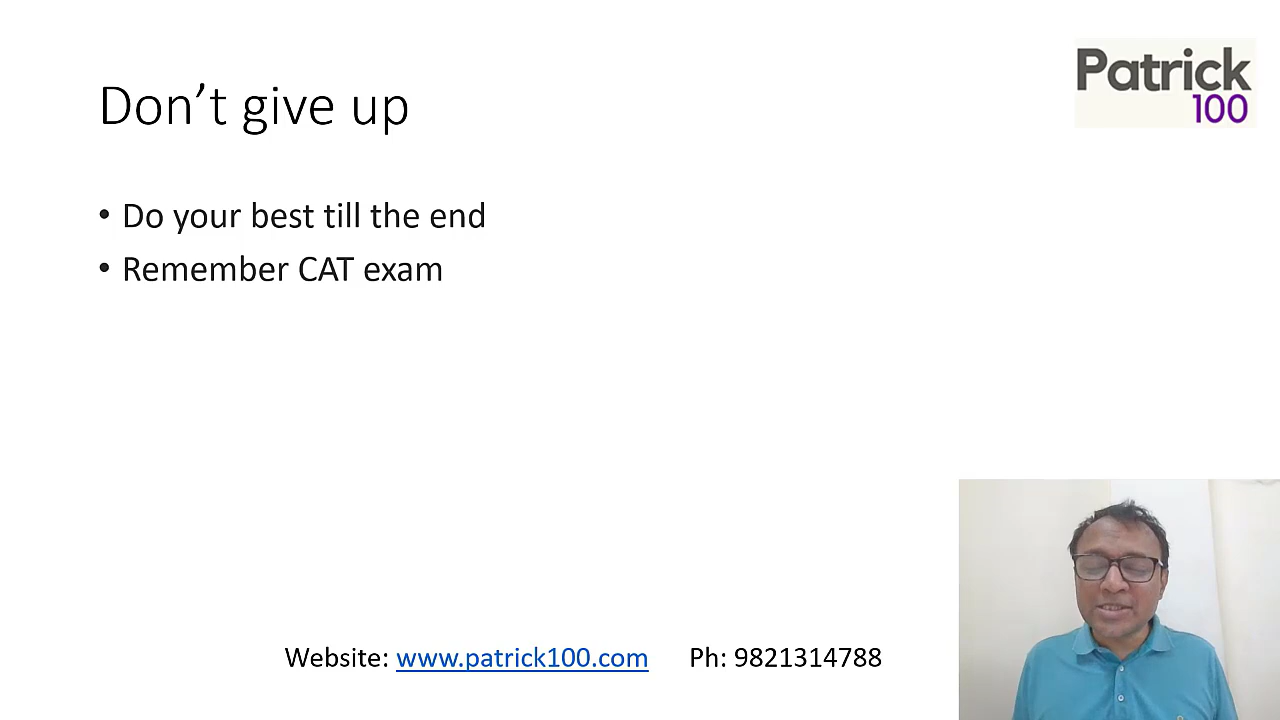 Patrick
100
Don’t give up
• Do your best till the end
• Remember CAT exam
Website: www.patrick100.com Ph: 9821314788